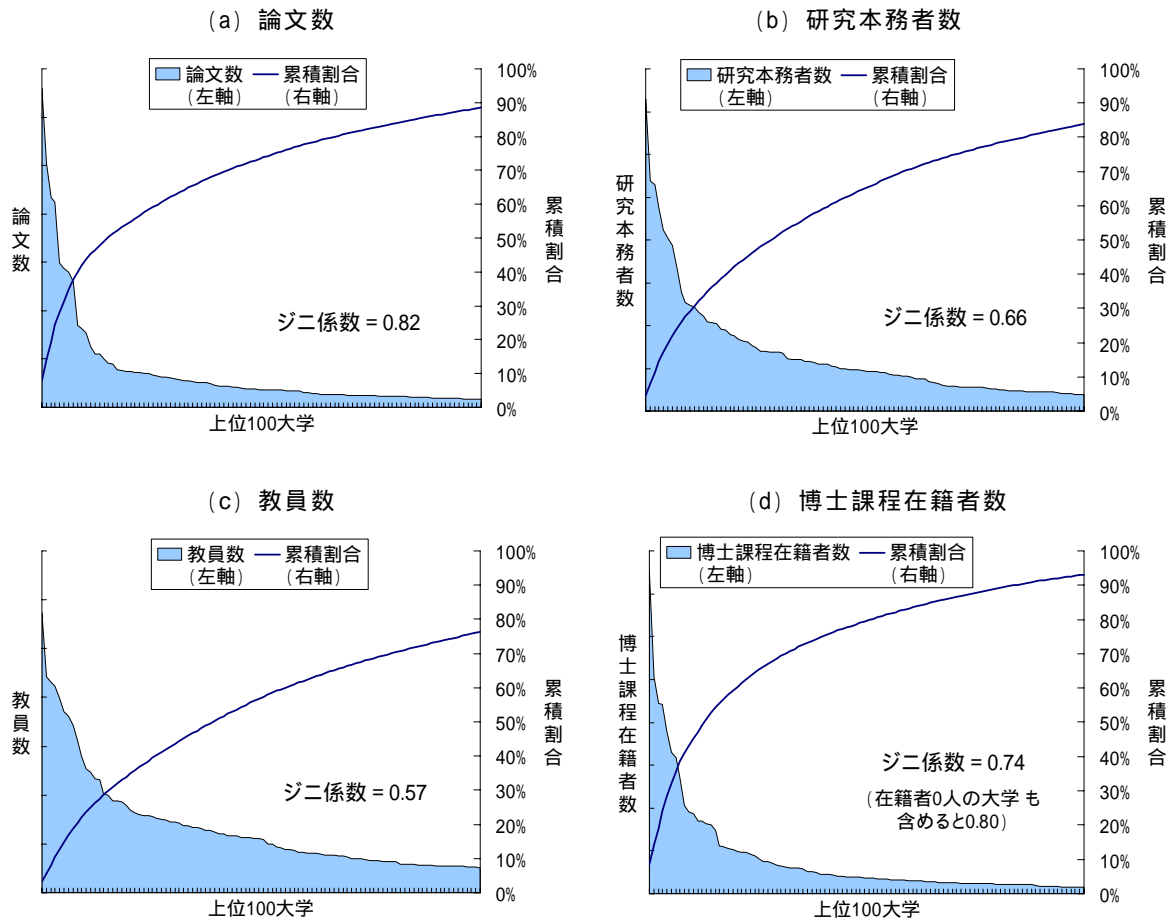 (a) 論文数
論文数 累積割合
(左軸) (右軸)
100%
90%
80%
70%
60%
50%
40%
30%
20%
10%
0%
論文数
累積割合
ジニ係数 = 0.82
上位100大学
(b) 研究本務者数
研究本務者数 累積割合
(左軸) (右軸)
100%
90%
80%
70%
60%
50%
40%
30%
20%
10%
0%
研究本務者数
累積割合
ジニ係数 = 0.66
上位100大学
(c) 教員数
教員数 累積割合
(左軸) (右軸)
100%
90%
80%
70%
60%
50%
40%
30%
20%
10%
0%
教員数
累積割合
ジニ係数 = 0.57
上位100大学
(d) 博士課程在籍者数
博士課程在籍者数 累積割合
(左軸) (右軸)
100%
90%
80%
70%
60%
50%
40%
30%
20%
10%
0%
博士課程在籍者数
累積割合
ジニ係数 = 0.74
(在籍者0人の大学 も
含めると0.80)
上位100大学